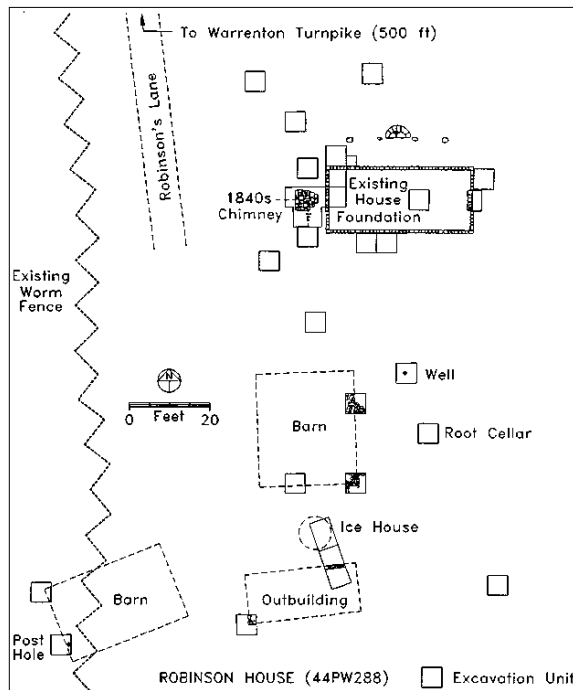 To Warrenton Turnpike (500 ft)
Robinson's Lane
1840s
Chimney
Existing
House
Foundation
Existing
Worm
Fence
N
0 20
Feet
Well
Barn
Root Cellar
Ice House
Barn
Outbuilding
Post
Hole
ROBINSON HOUSE (44PW288)
Excavation Unit